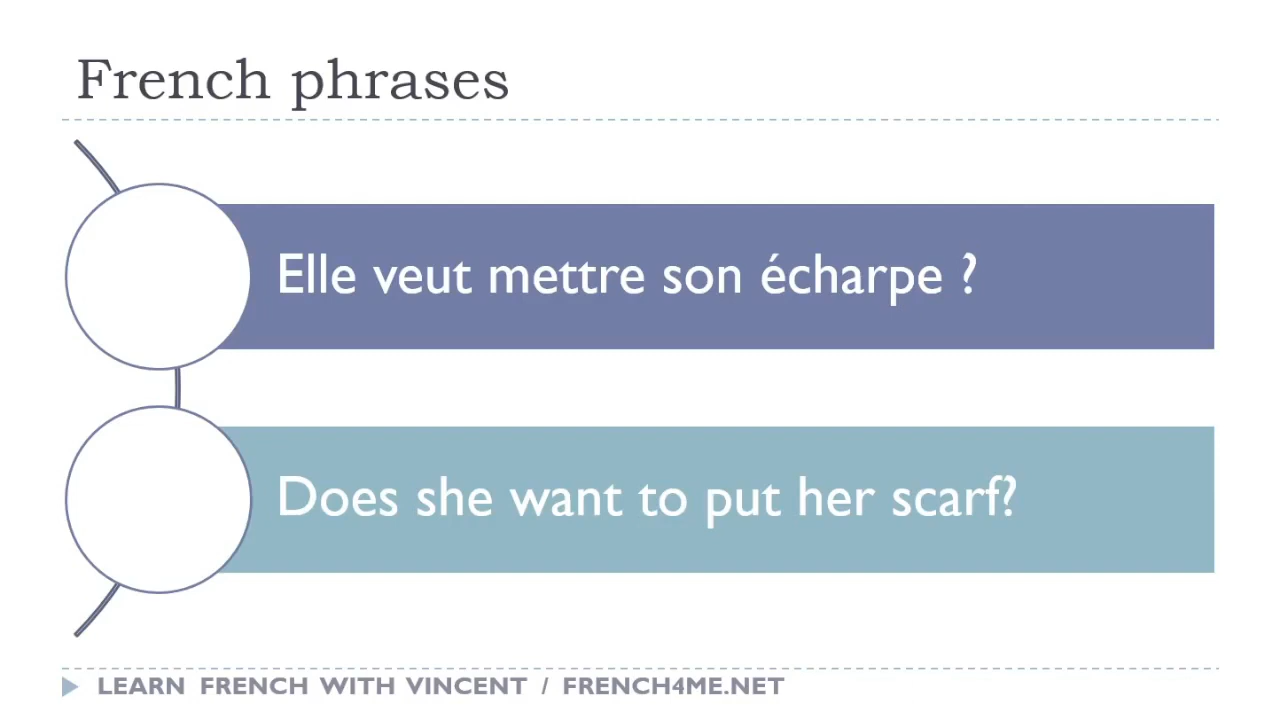 French phrases
Elle veut mettre son écharpe ?
Does she want to put her scarf?
LEARN FRENCH WITH VINCENT / FRENCH4ME.NET